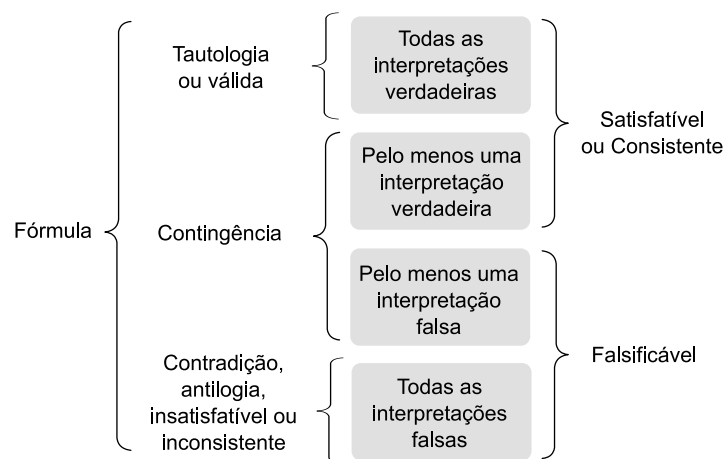 Fórmula
Tautologia
ou válida
Todas as
interpretações
verdadeiras
Contingência
Pelo menos uma
interpretação
verdadeira
Pelo menos uma
interpretação
falsa
Contradição,
antilogia,
insatisfatível ou
inconsistente
Todas as
interpretações
falsas
Satisfatível
ou Consistente
Falsificável